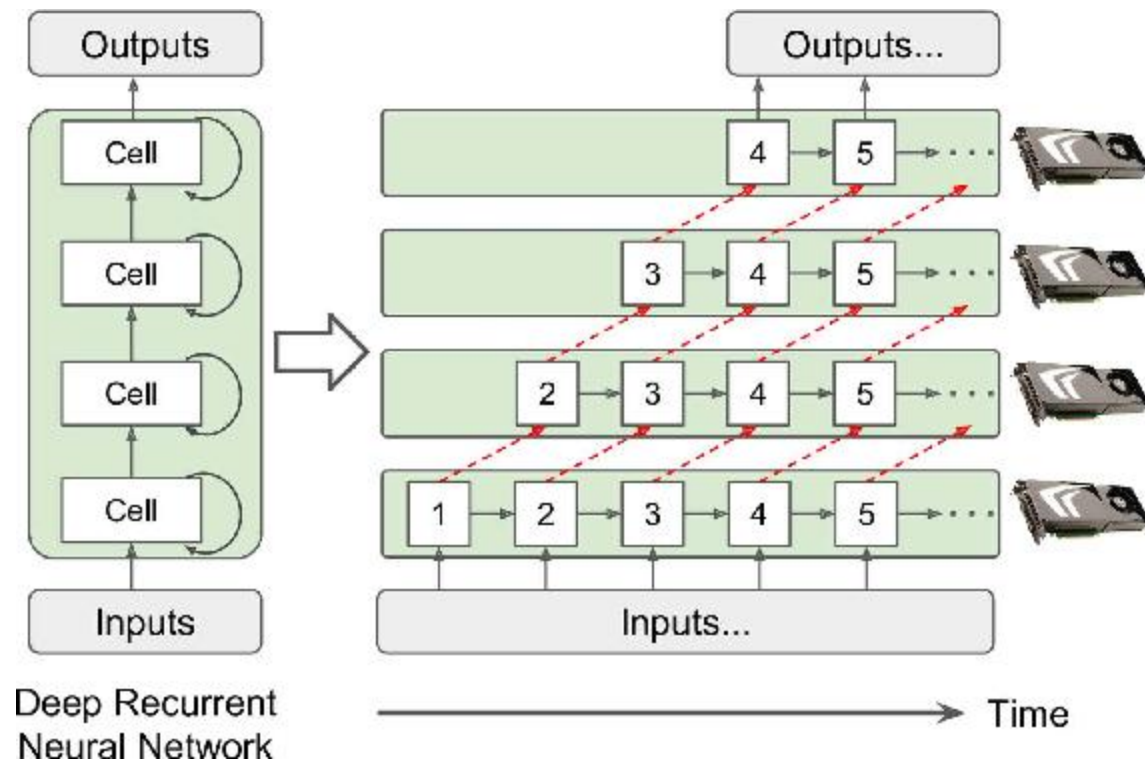 Outputs
Cell
Cell
Cell
Cell
Inputs
Deep Recurrent
Neural Network
Outputs...
4 5 ...
3 4 5 ...
2 3 4 5 ...
1 2 3 4 5 ...
Inputs...
Time